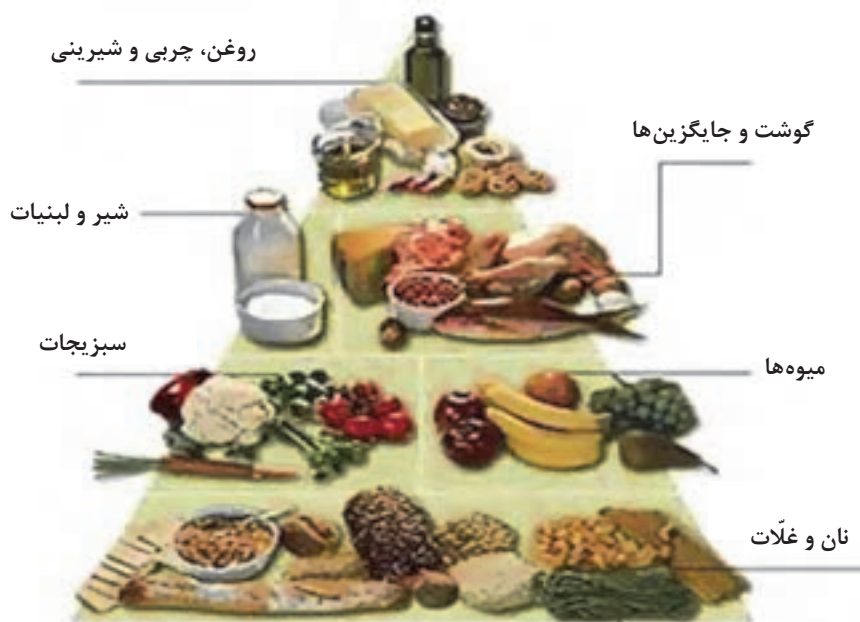 روغن، چربی و شیرینی
گوشت و جایگزین‌ها
شیر و لبنیات
سبزیجات
میوه‌ها
نان و غلّات